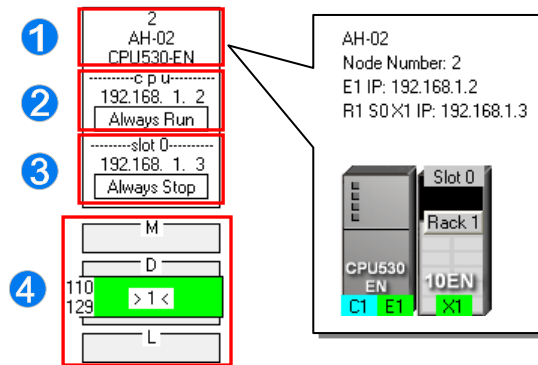 1
2
AH-02
CPU530-EN
2
--------c p u--------
192.168. 1. 2
Always Run
3
--------slot 0--------
192.168. 1. 3
Always Stop
4
M
D
110
129
> 1 <
L
AH-02
Node Number: 2
E1 IP: 192.168.1.2
R1 S0 X1 IP: 192.168.1.3
Slot 0
Rack 1
CPU530
EN
10EN
C1 E1 X1